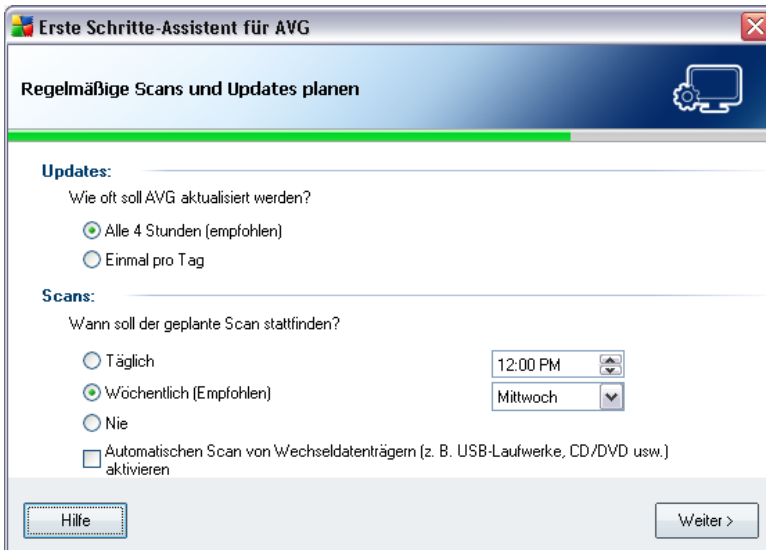 Erste Schritte-Assistent für AVG
Regelmäßige Scans und Updates planen
Updates:
Wie oft soll AVG aktualisiert werden?
Alle 4 Stunden (empfohlen)
Einmal pro Tag
Scans:
Wann soll der geplante Scan stattfinden?
Täglich
12:00 PM
Wöchentlich (Empfohlen)
Mittwoch
Nie
Automatischen Scan von Wechseldatenträgern (z. B. USB-Laufwerke, CD/DVD usw.)
aktivieren
Hilfe
Weiter >